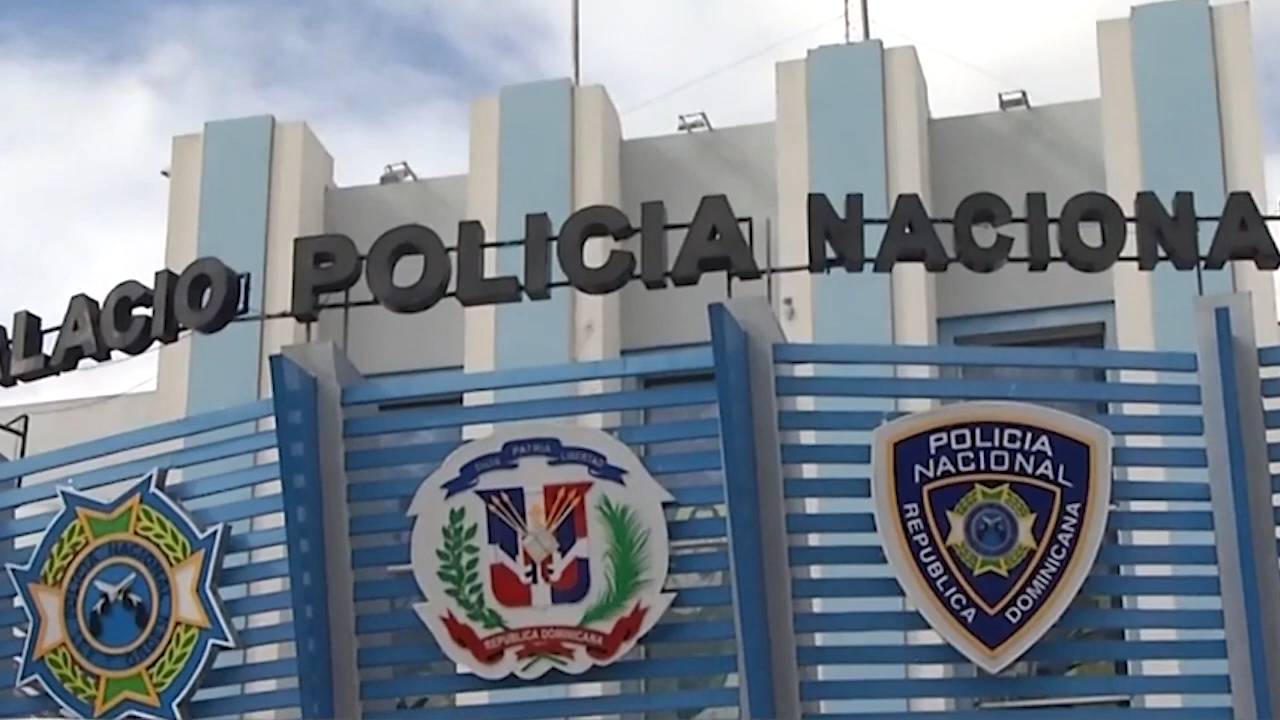 ALACIO POLICIA NACIONA
DIOS PATRIA LIBERTAD
REPUBLICA DOMINICANA
POLICIA
NACIONAL
REPUBLICA
DOMINICANA